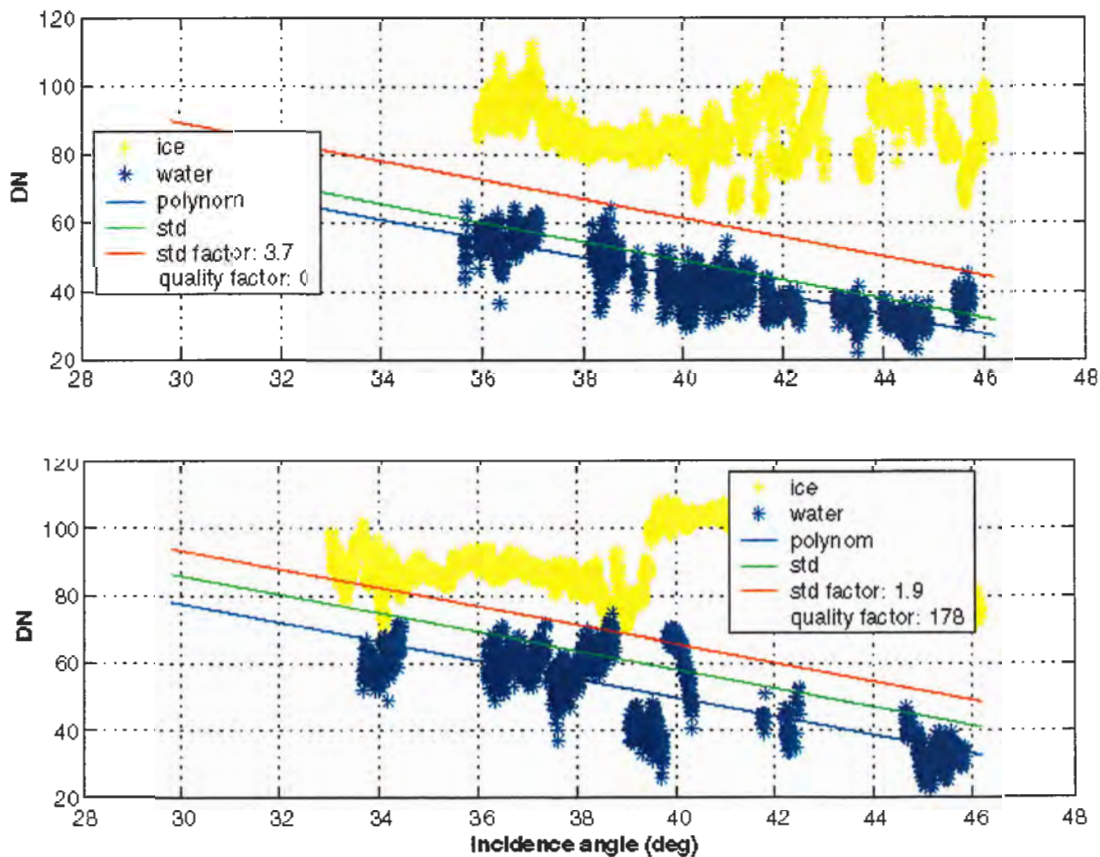 120
100
80
60
40
20
DN
ice
water
polynom
std
std factor: 3.7
quality factor: 0
28 30 32 34 36 38 40 42 44 46 48
120
100
80
60
40
20
DN
ice
water
polynom
std
std factor: 1.9
quality factor: 178
28 30 32 34 36 38 40 42 44 46 48
Incidence angle (deg)